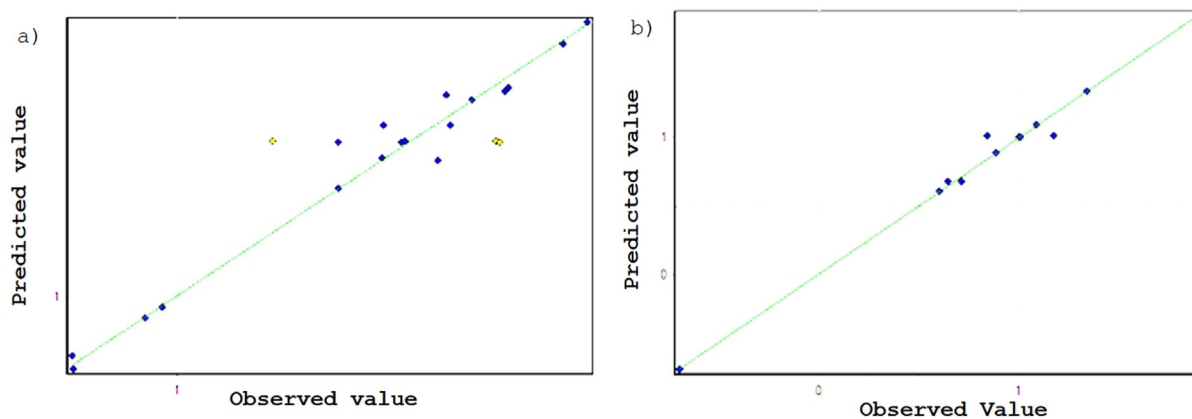 a)
Predicted value
1
1
Observed value
b)
Predicted value
1
0
0
1
Observed Value